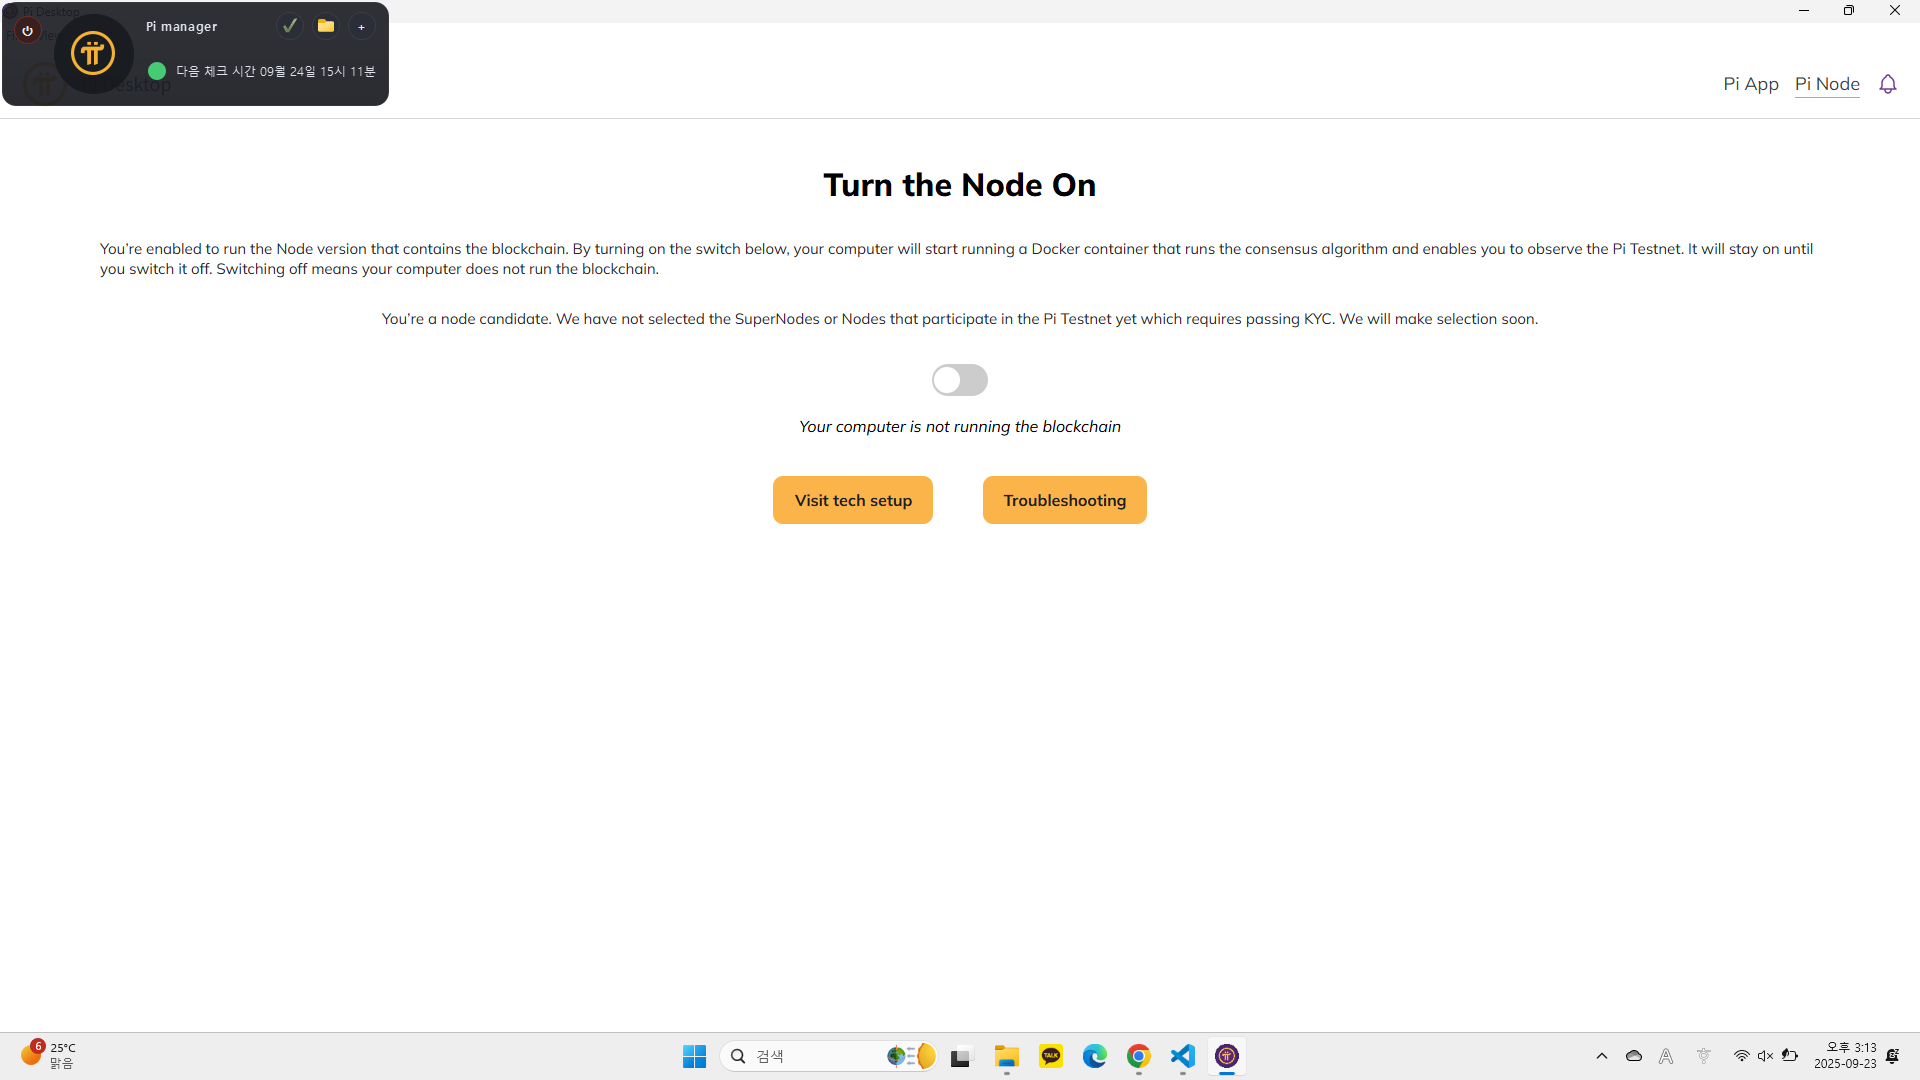 Pi Desktop
Pi manager
+
다음 체크 시간 09월 24일 15시 11분
Pi App
Pi Node
Turn the Node On
You're enabled to run the Node version that contains the blockchain. By turning on the switch below, your computer will start running a Docker container that runs the consensus algorithm and enables you to observe the Pi Testnet. It will stay on until
you switch it off. Switching off means your computer does not run the blockchain.
You're a node candidate. We have not selected the SuperNodes or Nodes that participate in the Pi Testnet yet which requires passing KYC. We will make selection soon.
Your computer is not running the blockchain
Visit tech setup
Troubleshooting
6
25°C
맑음
검색
TALK
A
오후 3:13
2025-09-23